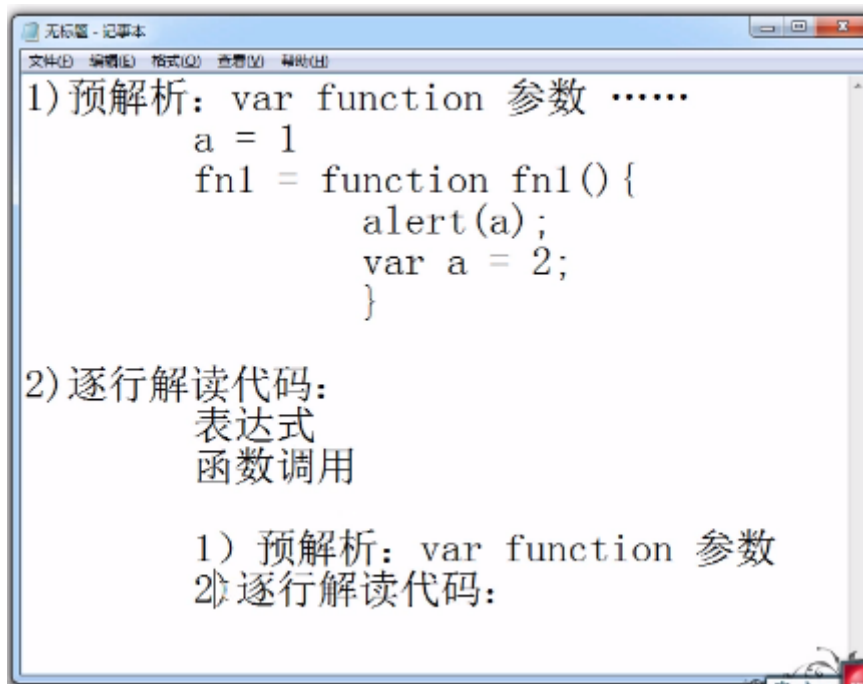 无标题 - 记事本
文件(F) 编辑(E) 格式(O) 查看(V) 帮助(H)
1)预解析：var function 参数 ……
a = 1
fn1 = function fn1(){
alert(a);
var a = 2;
}
2)逐行解读代码：
表达式
函数调用
1) 预解析：var function 参数
2)逐行解读代码：